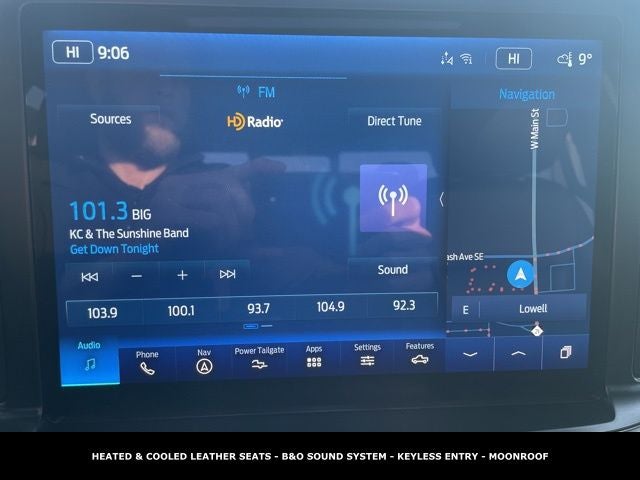 HI 9:06 HI 9°
FM
Navigation
Sources
HD Radio
Direct Tune
W Main St
101.3 BIG
KC & The Sunshine Band
Get Down Tonight
ash Ave SE
Sound
E Lowell
103.9 100.1 93.7 104.9 92.3
Audio Phone Nav Power Tailgate Apps Settings Features
HEATED & COOLED LEATHER SEATS - B&O SOUND SYSTEM - KEYLESS ENTRY - MOONROOF